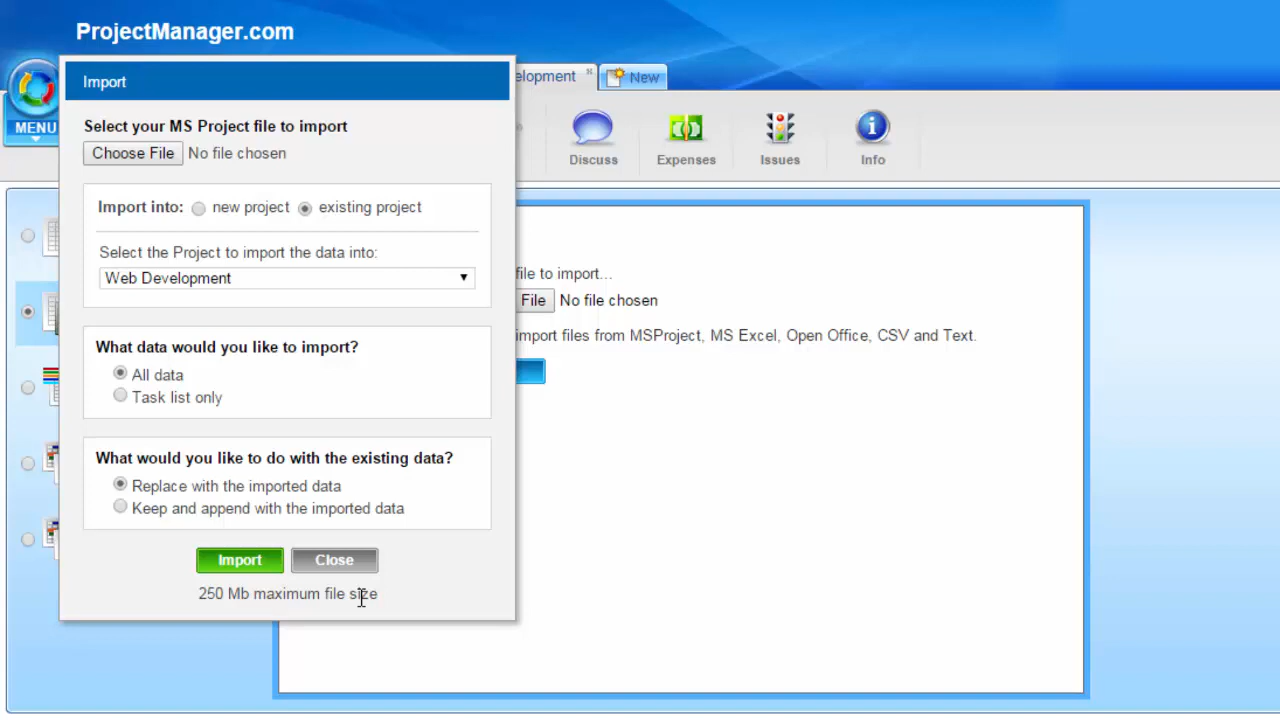 ProjectManager.com
Import
elopment
New
MENU
Select your MS Project file to import
Choose File No file chosen
Discuss
Expenses
Issues
Info
Import into: new project existing project
Select the Project to import the data into:
Web Development
file to import...
File No file chosen
import files from MSProject, MS Excel, Open Office, CSV and Text.
What data would you like to import?
All data
Task list only
What would you like to do with the existing data?
Replace with the imported data
Keep and append with the imported data
Import Close
250 Mb maximum file size